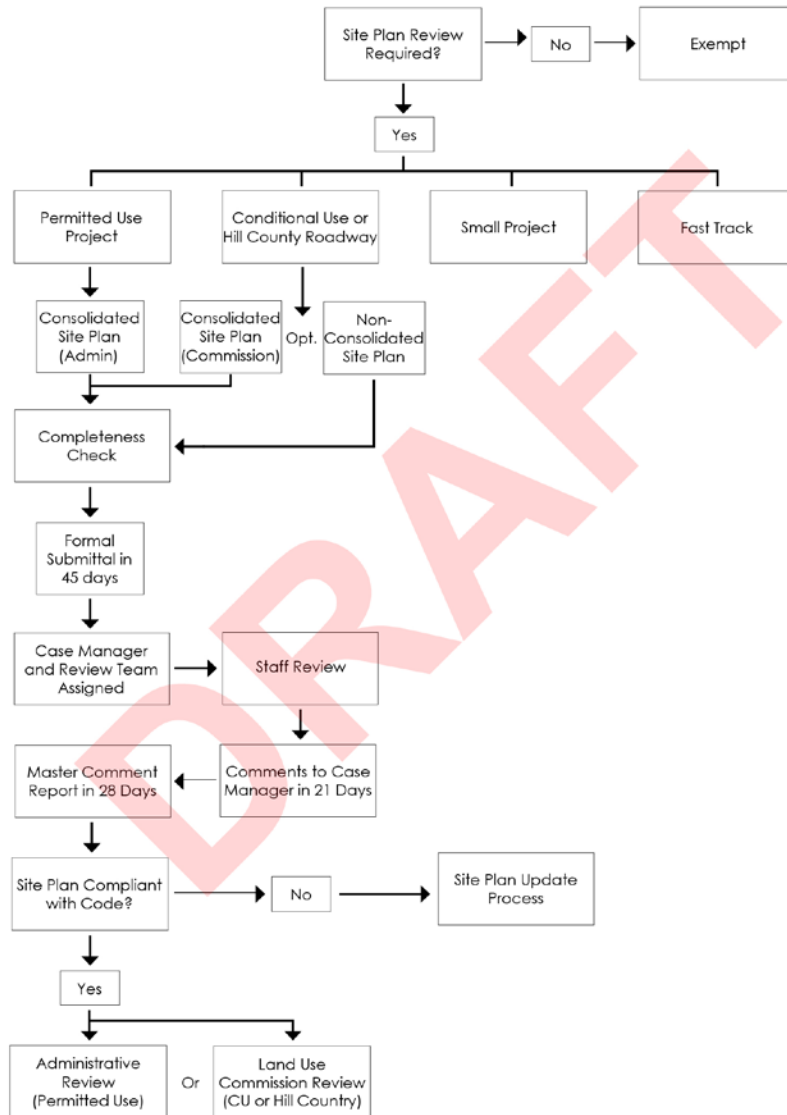 Site Plan Review
Required?
No
Exempt
Yes
Permitted Use
Project
Conditional Use or
Hill County Roadway
Small Project
Fast Track
Consolidated
Site Plan
(Admin)
Consolidated
Site Plan
(Commission)
Opt.
Non-
Consolidated
Site Plan
Completeness
Check
Formal
Submittal in
45 days
Case Manager
and Review Team
Assigned
Staff Review
Master Comment
Report in 28 Days
Comments to Case
Manager in 21 Days
Site Plan Compliant
with Code?
No
Site Plan Update
Process
Yes
Administrative
Review
(Permitted Use)
Or
Land Use
Commission Review
(CU or Hill Country)
DRAFT